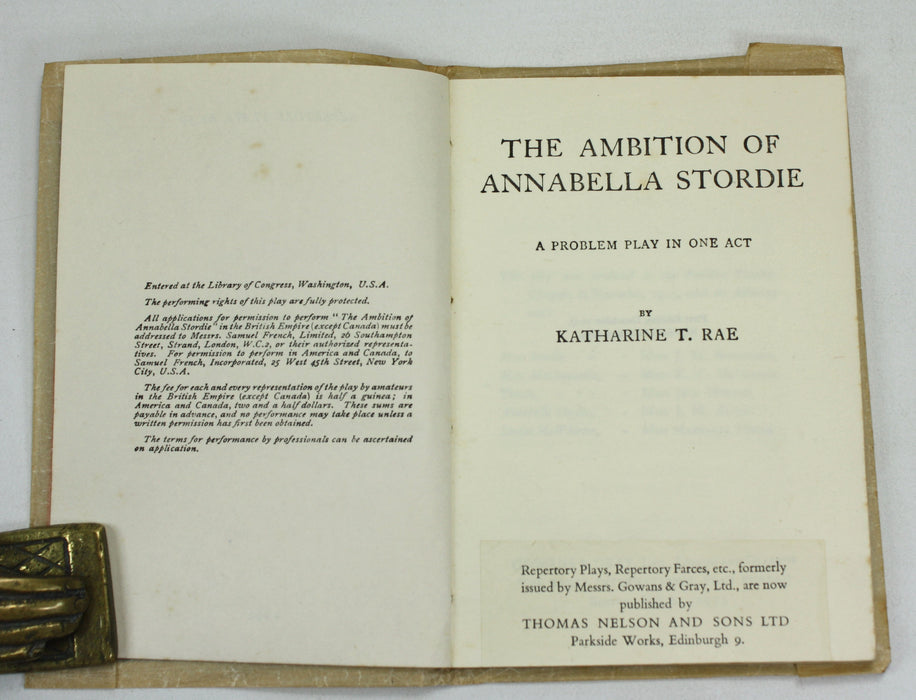 Entered at the Library of Congress, Washington, U.S.A.
The performing rights of this play are fully protected.
All applications for permission to perform "The Ambition of
Annabella Stordie" in the British Empire (except Canada) must be
addressed to Messrs. Samuel French, Limited, 26 Southampton
Street, Strand, London, W.C.2, or their authorized representa-
tives. For permission to perform in America and Canada, to
Samuel French, Incorporated, 25 West 45th Street, New York
City, U.S.A.
The fee for each and every representation of the play by amateurs
in the British Empire (except Canada) is half a guinea; in
America and Canada, two and a half dollars. These sums are
payable in advance, and no performance may take place unless a
written permission has first been obtained.
The terms for performance by professionals can be ascertained
on application.
THE AMBITION OF
ANNABELLA STORDIE
A PROBLEM PLAY IN ONE ACT
BY
KATHARINE T. RAE
Repertory Plays, Repertory Farces, etc., formerly
issued by Messrs. Gowans & Gray, Ltd., are now
published by
THOMAS NELSON AND SONS LTD
Parkside Works, Edinburgh 9.